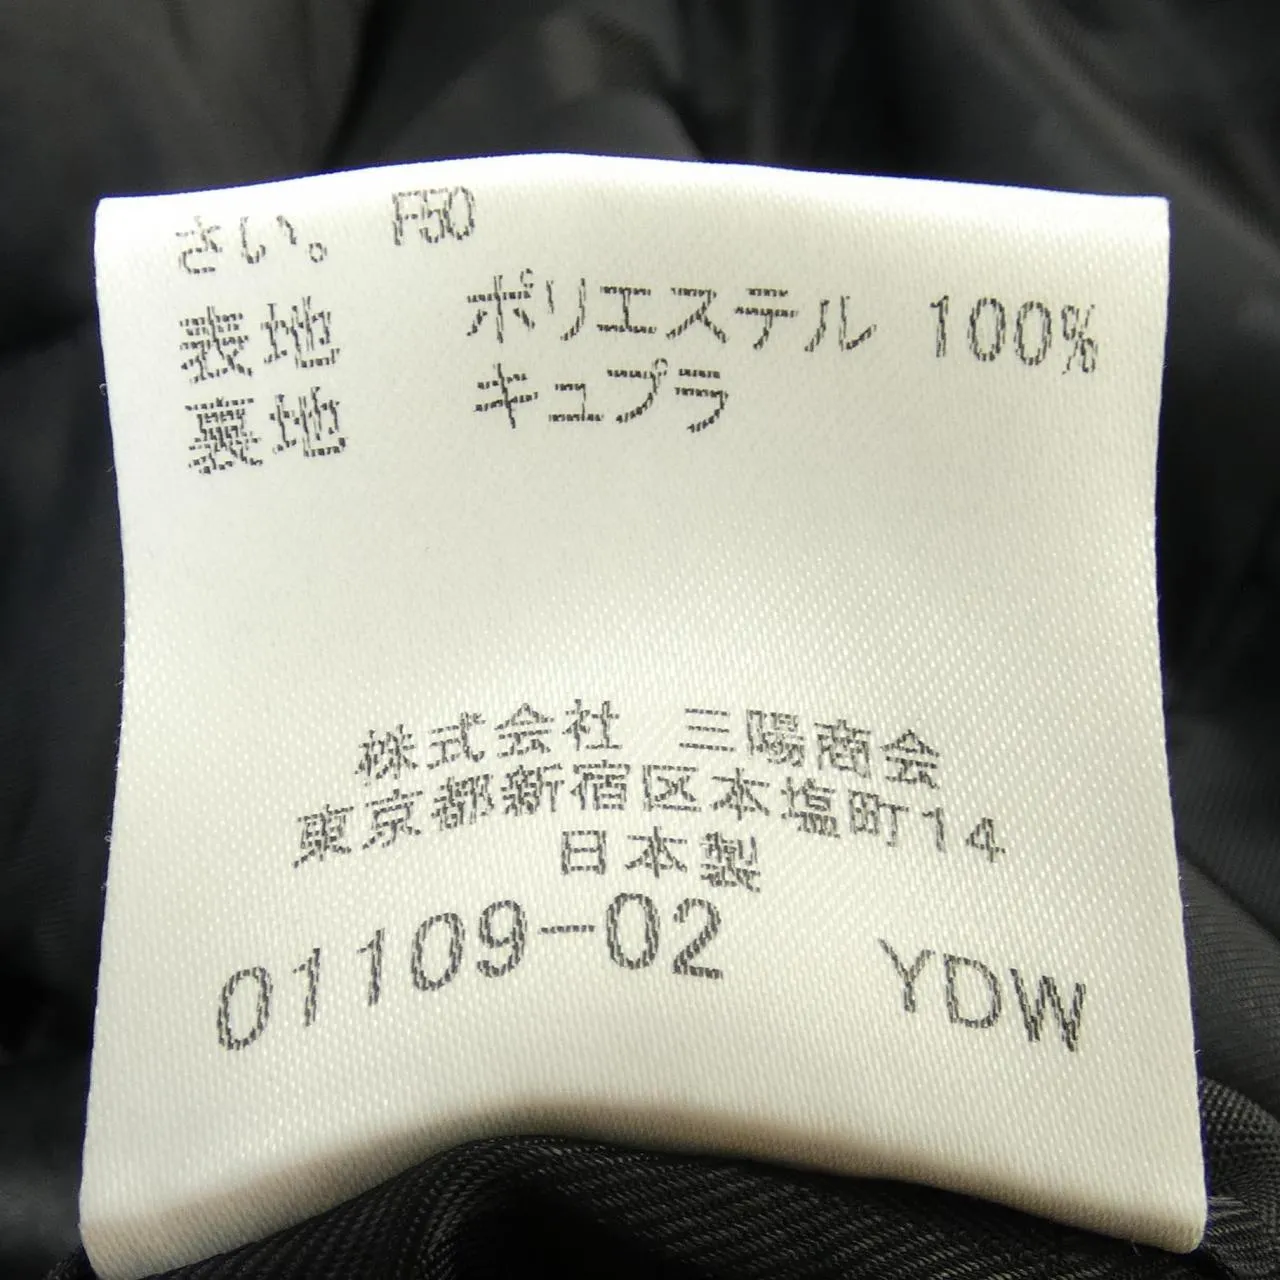 さい。 F50
表地 ポリエステル 100%
裏地 キュプラ
株式会社 三陽商会
東京都新宿区本塩町14
日本製
01109-02 YDW